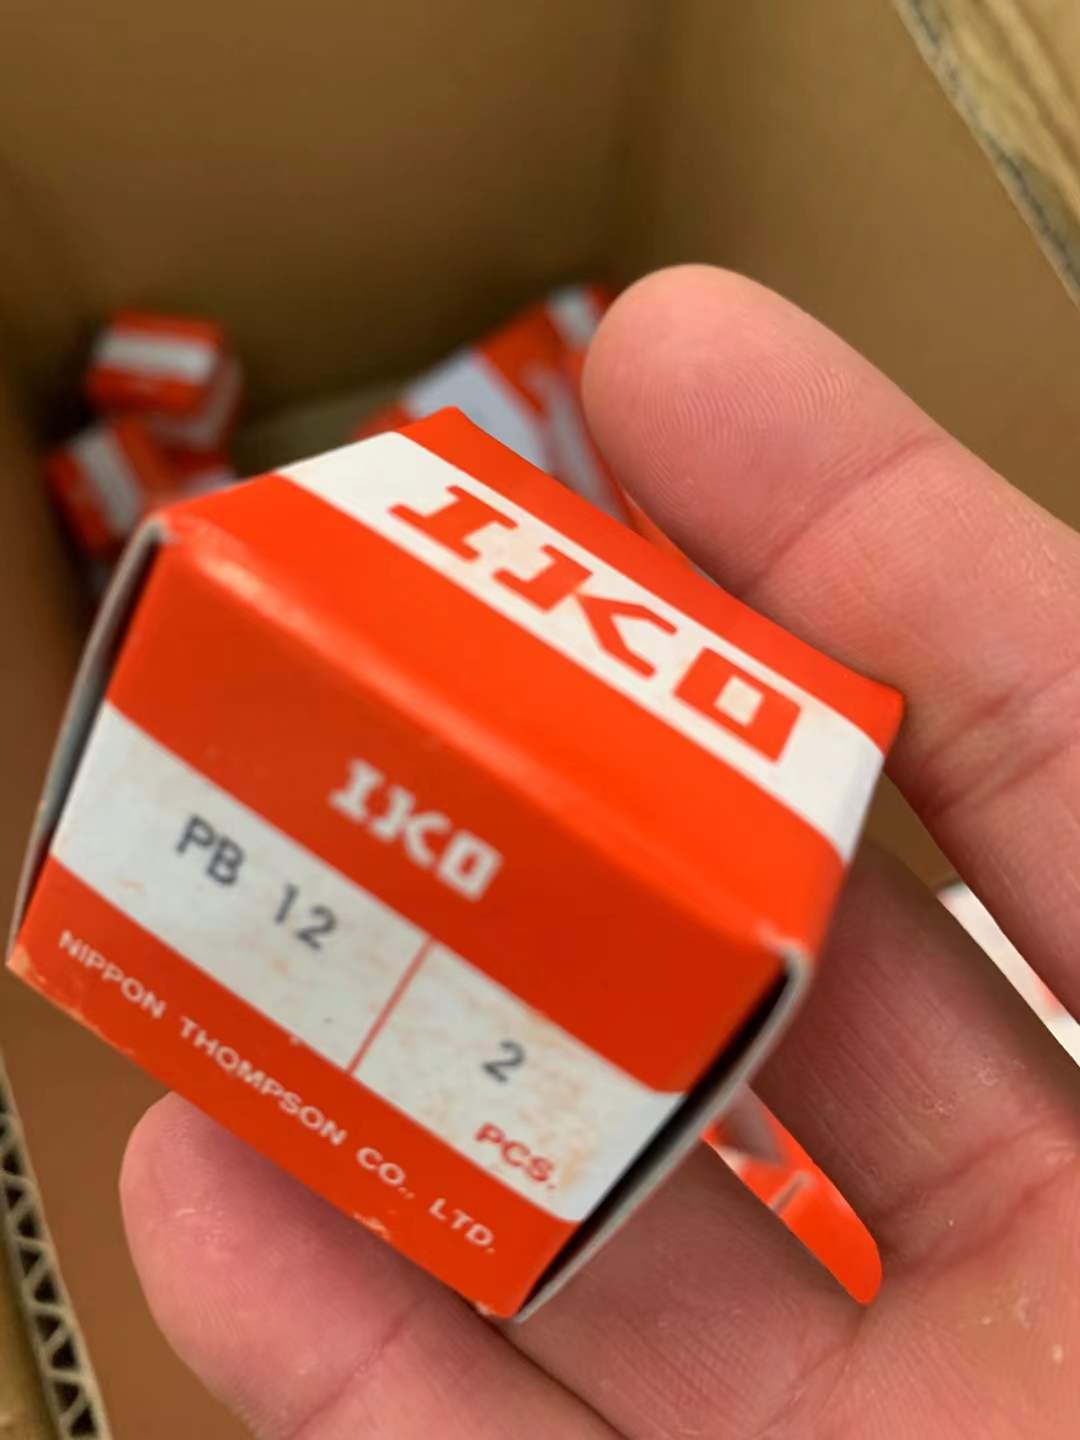 IKO
IKO
PB 12
2
PCS.
NIPPON THOMPSON CO., LTD.